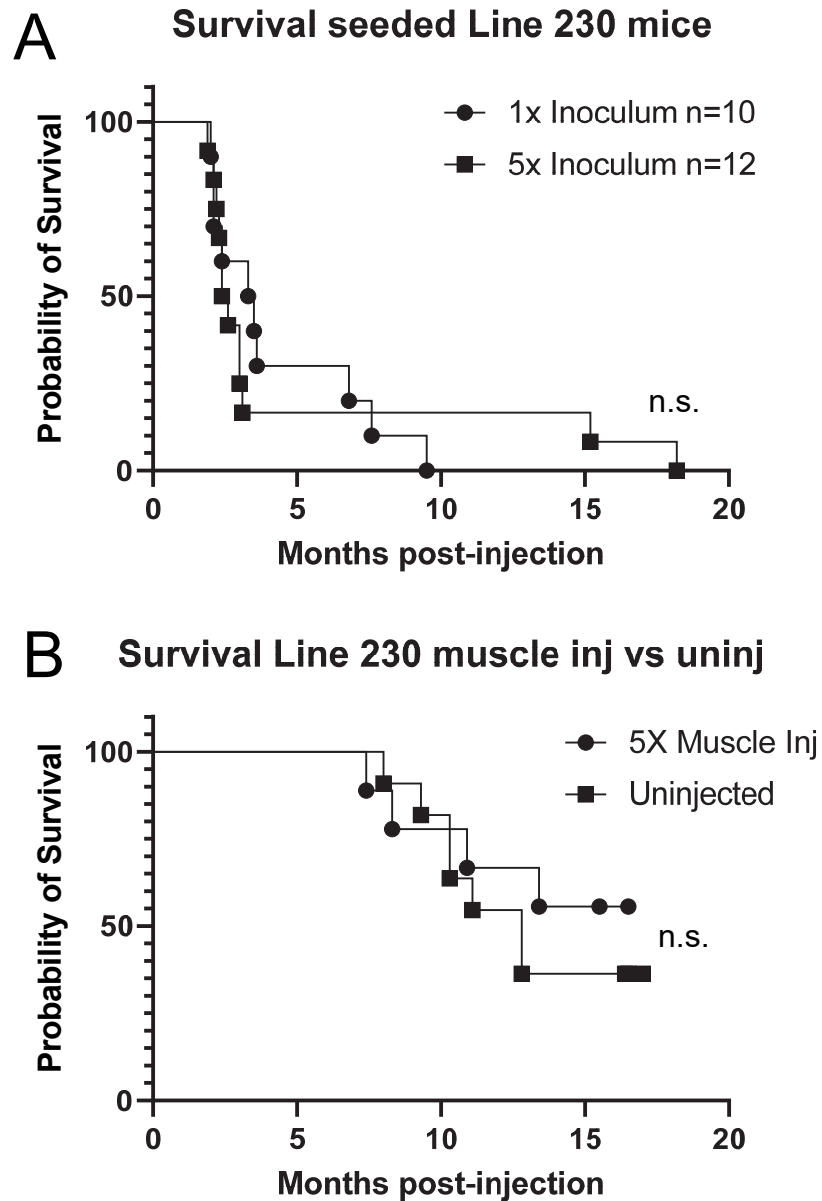 A
Survival seeded Line 230 mice
1x Inoculum n=10
5x Inoculum n=12
Probability of Survival
100
50
0
n.s.
0 5 10 15 20
Months post-injection
B
Survival Line 230 muscle inj vs uninj
5X Muscle Inj
Uninjected
Probability of Survival
100
50
0
n.s.
0 5 10 15 20
Months post-injection